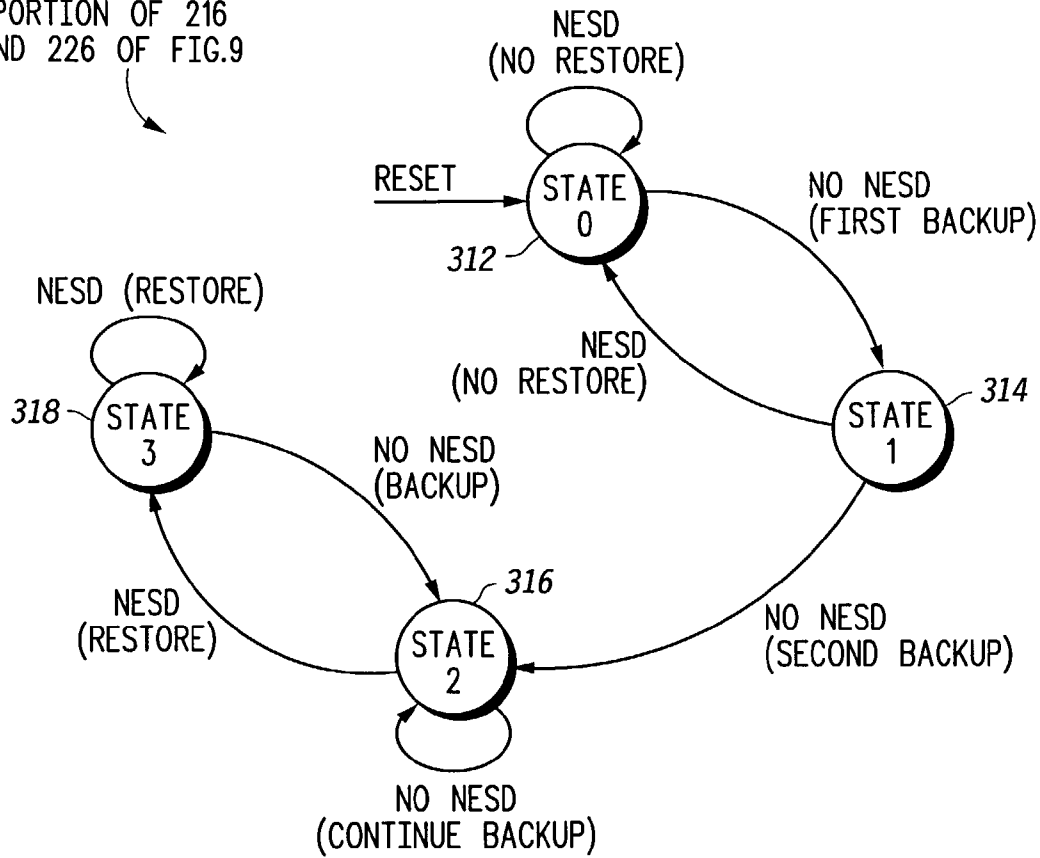 PORTION OF 216
ND 226 OF FIG.9
NESD
(NO RESTORE)
RESET
STATE
0
312
NO NESD
(FIRST BACKUP)
NESD
(NO RESTORE)
STATE
1
314
NESD (RESTORE)
318
STATE
3
NO NESD
(BACKUP)
NESD
(RESTORE)
316
STATE
2
NO NESD
(SECOND BACKUP)
NO NESD
(CONTINUE BACKUP)